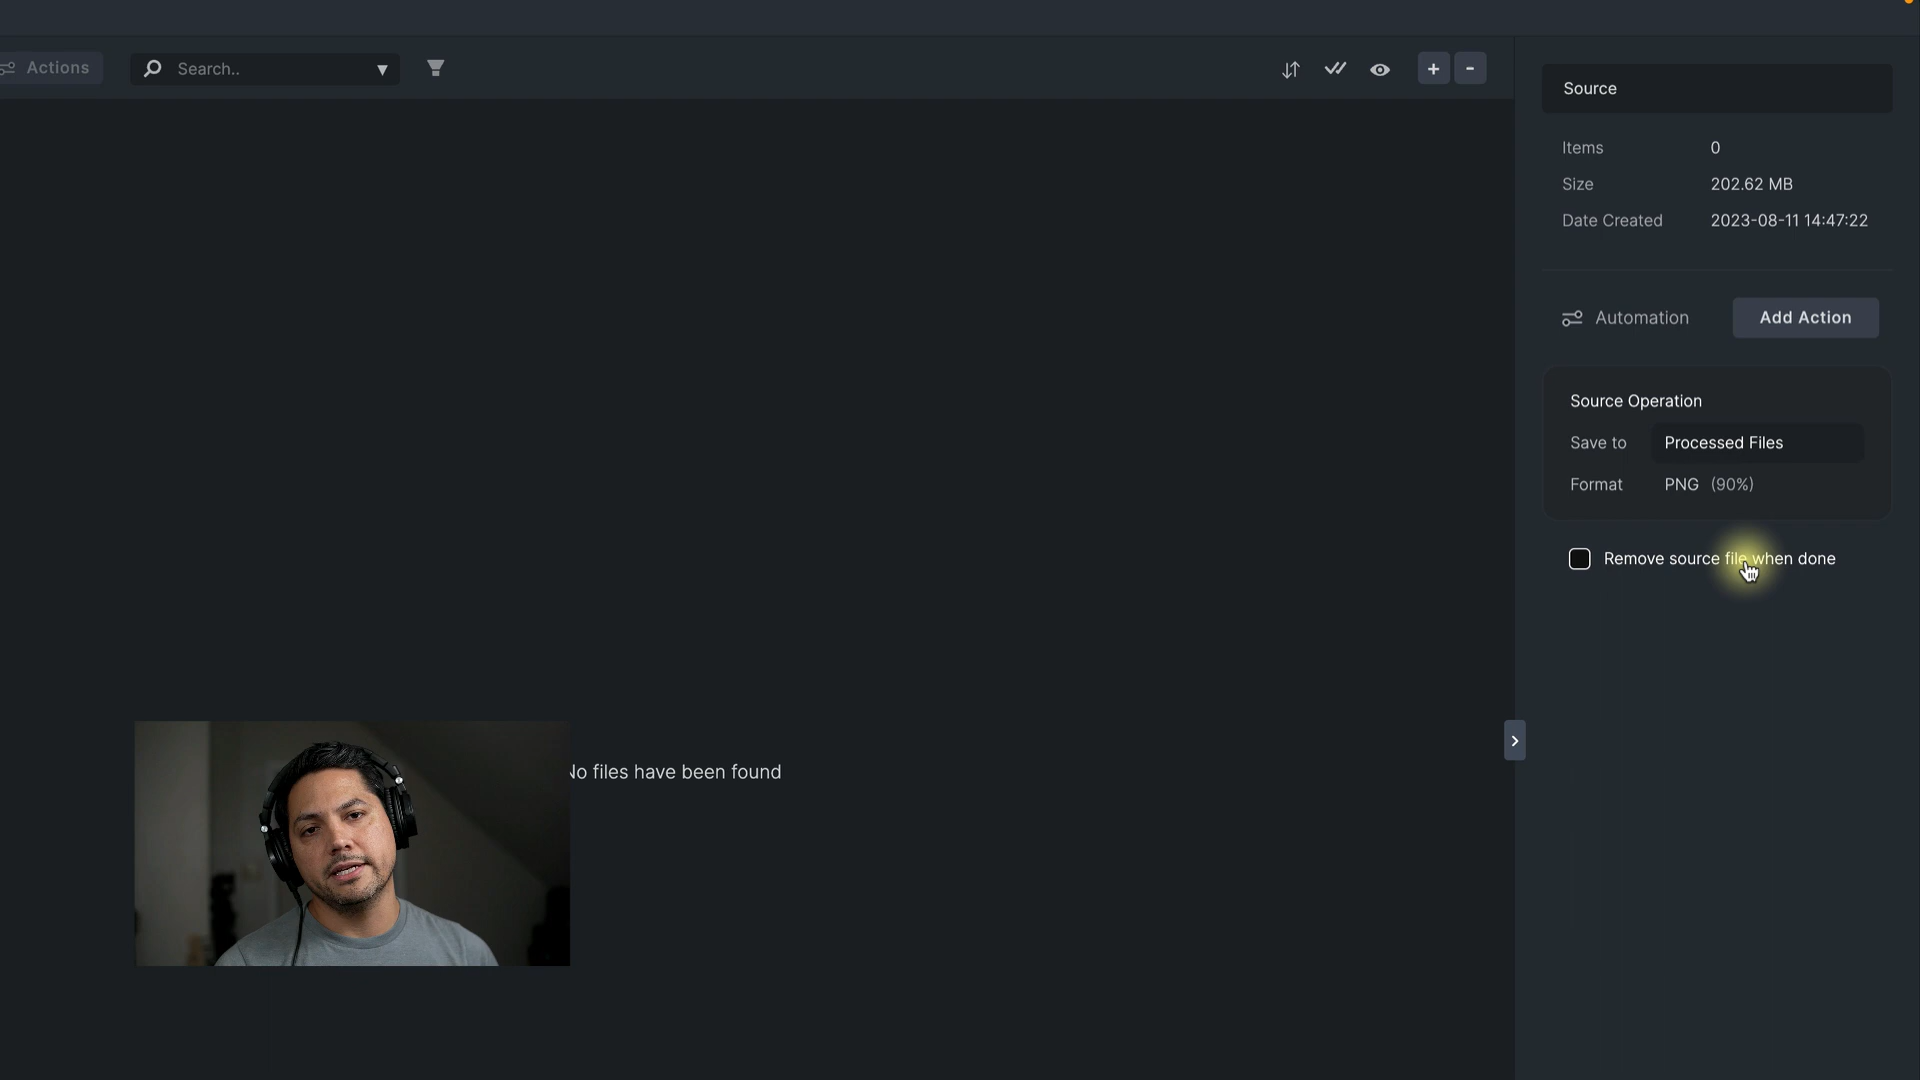 Actions
Search..
+
-
Source
Items 0
Size 202.62 MB
Date Created 2023-08-11 14:47:22
Automation
Add Action
Source Operation
Save to Processed Files
Format PNG (90%)
Remove source file when done
No files have been found